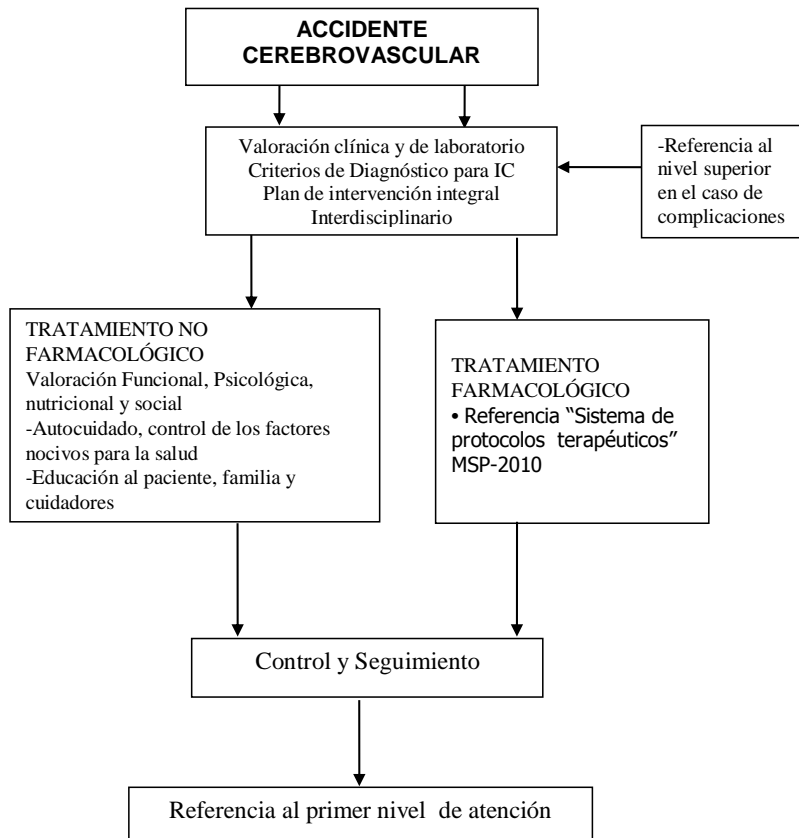 ACCIDENTE
CEREBROVASCULAR
Valoración clínica y de laboratorio
Criterios de Diagnóstico para IC
Plan de intervención integral
Interdisciplinario
-Referencia al
nivel superior
en el caso de
complicaciones
TRATAMIENTO NO
FARMACOLÓGICO
Valoración Funcional, Psicológica,
nutricional y social
-Autocuidado, control de los factores
nocivos para la salud
-Educación al paciente, familia y
cuidadores
TRATAMIENTO
FARMACOLÓGICO
• Referencia “Sistema de
protocolos terapéuticos”
MSP-2010
Control y Seguimiento
Referencia al primer nivel de atención